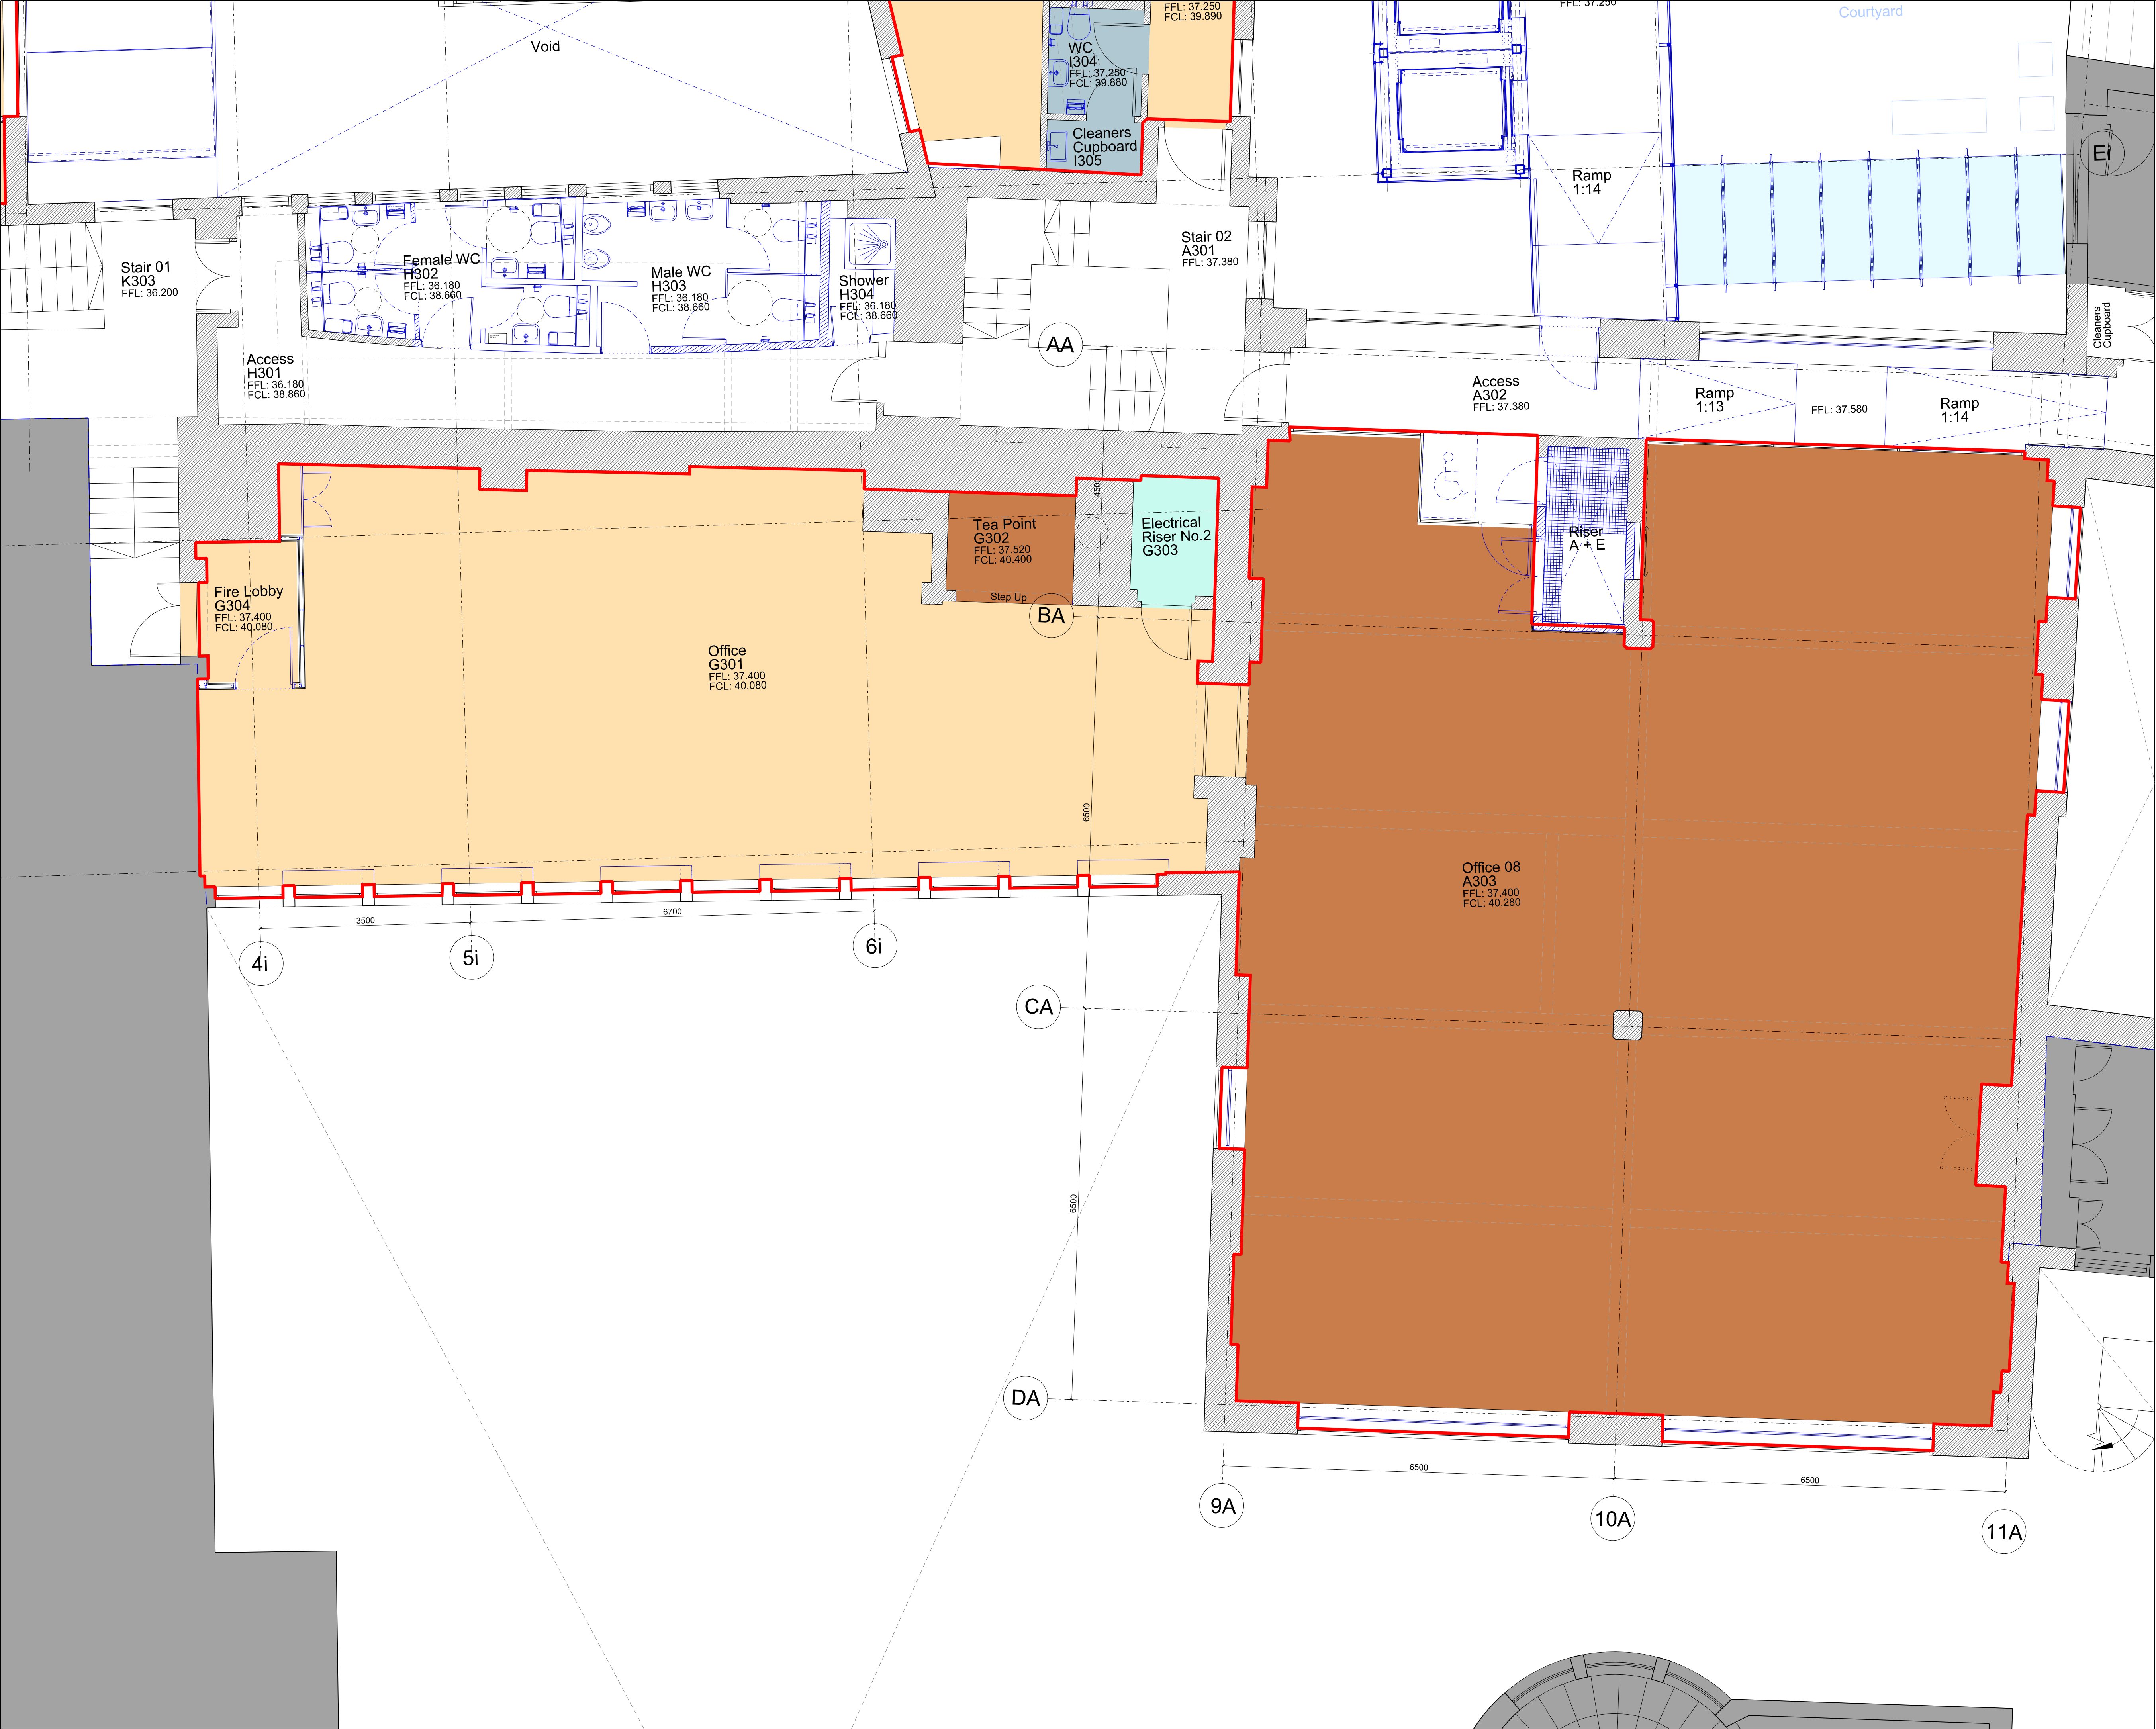 Void
FFL: 37.250
FCL: 39.890
WC
I304
FFL: 37.250
FCL: 39.880
Cleaners
Cupboard
I305
FFL: 37.250
Courtyard
Ei
Ramp
1:14
Stair 01
K303
FFL: 36.200
Female WC
H302
FFL: 36.180
FCL: 38.660
Male WC
H303
FFL: 36.180
FCL: 38.660
Shower
H304
FFL: 36.180
FCL: 38.660
Stair 02
A301
FFL: 37.380
Cleaners
Cupboard
AA
Access
H301
FFL: 36.180
FCL: 38.860
Access
A302
FFL: 37.380
Ramp
1:13
FFL: 37.580
Ramp
1:14
4500
Tea Point
G302
FFL: 37.520
FCL: 40.400
Step Up
Electrical
Riser No.2
G303
Riser
A + E
Fire Lobby
G304
FFL: 37.400
FCL: 40.080
BA
Office
G301
FFL: 37.400
FCL: 40.080
6500
Office 08
A303
FFL: 37.400
FCL: 40.280
3500
6700
4i
5i
6i
CA
6500
DA
6500
6500
9A
10A
11A